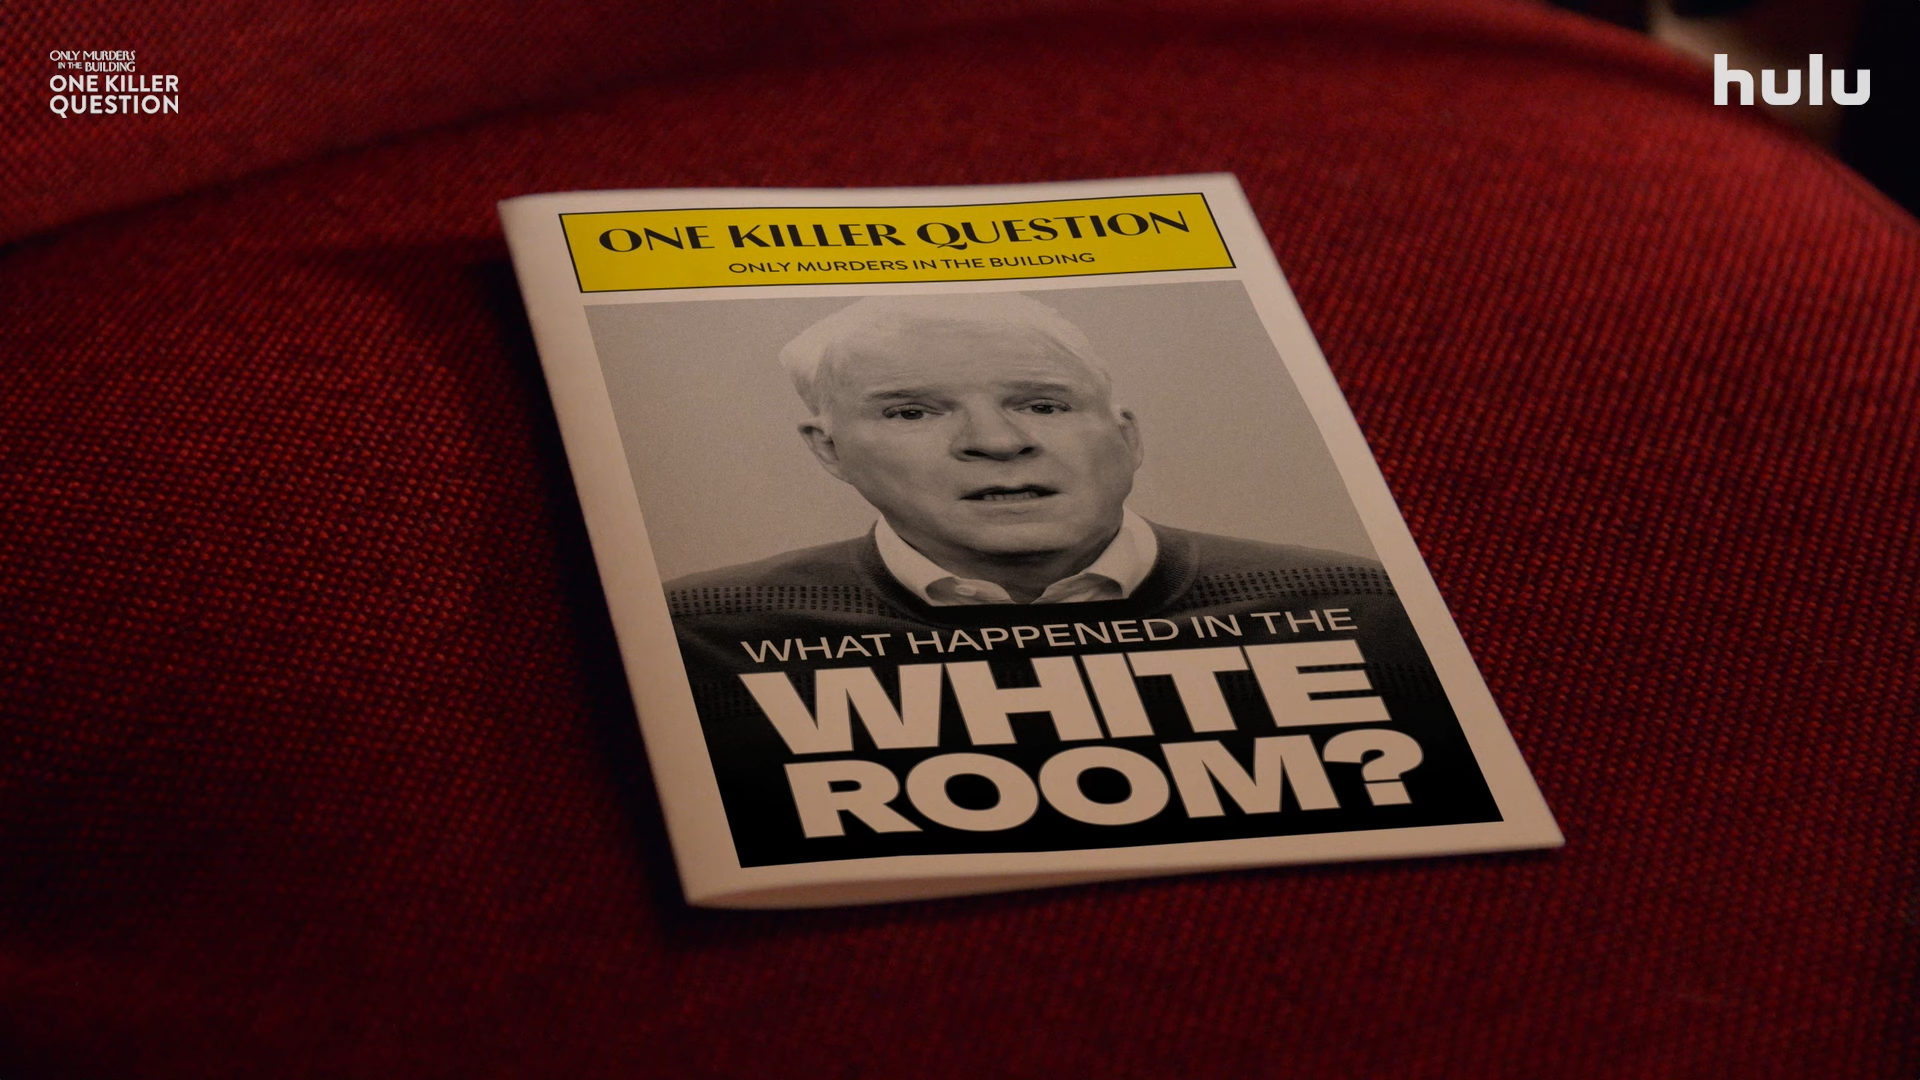 ONLY MURDERS
IN THE BUILDING
ONE KILLER
QUESTION
hulu
ONE KILLER QUESTION
ONLY MURDERS IN THE BUILDING
WHAT HAPPENED IN THE
WHITE
ROOM?